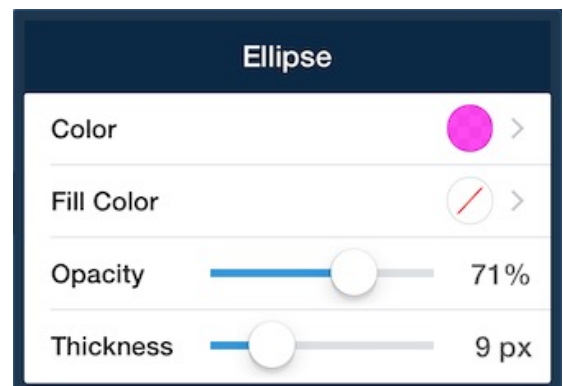 Ellipse
Color
Fill Color
Opacity 71%
Thickness 9 px